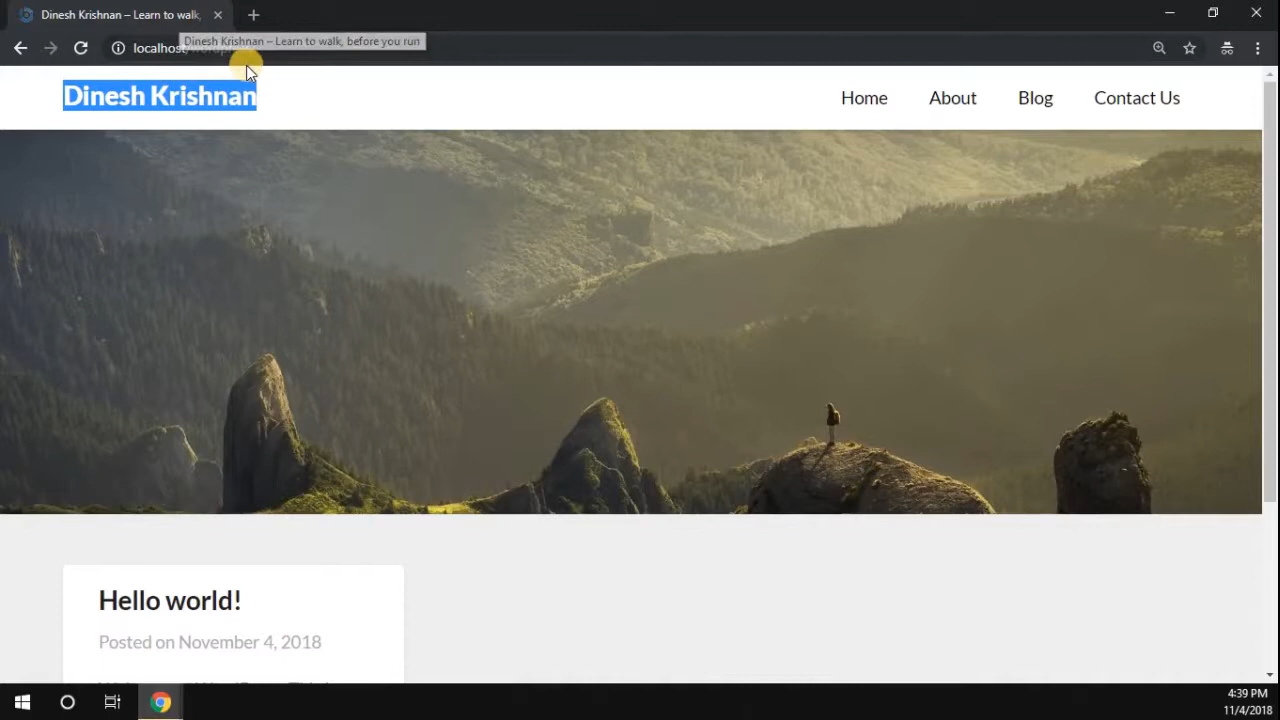 Dinesh Krishnan – Learn to walk,
Dinesh Krishnan – Learn to walk, before you run
localhost
Dinesh Krishnan
Home
About
Blog
Contact Us
Hello world!
Posted on November 4, 2018
4:39 PM
11/4/2018